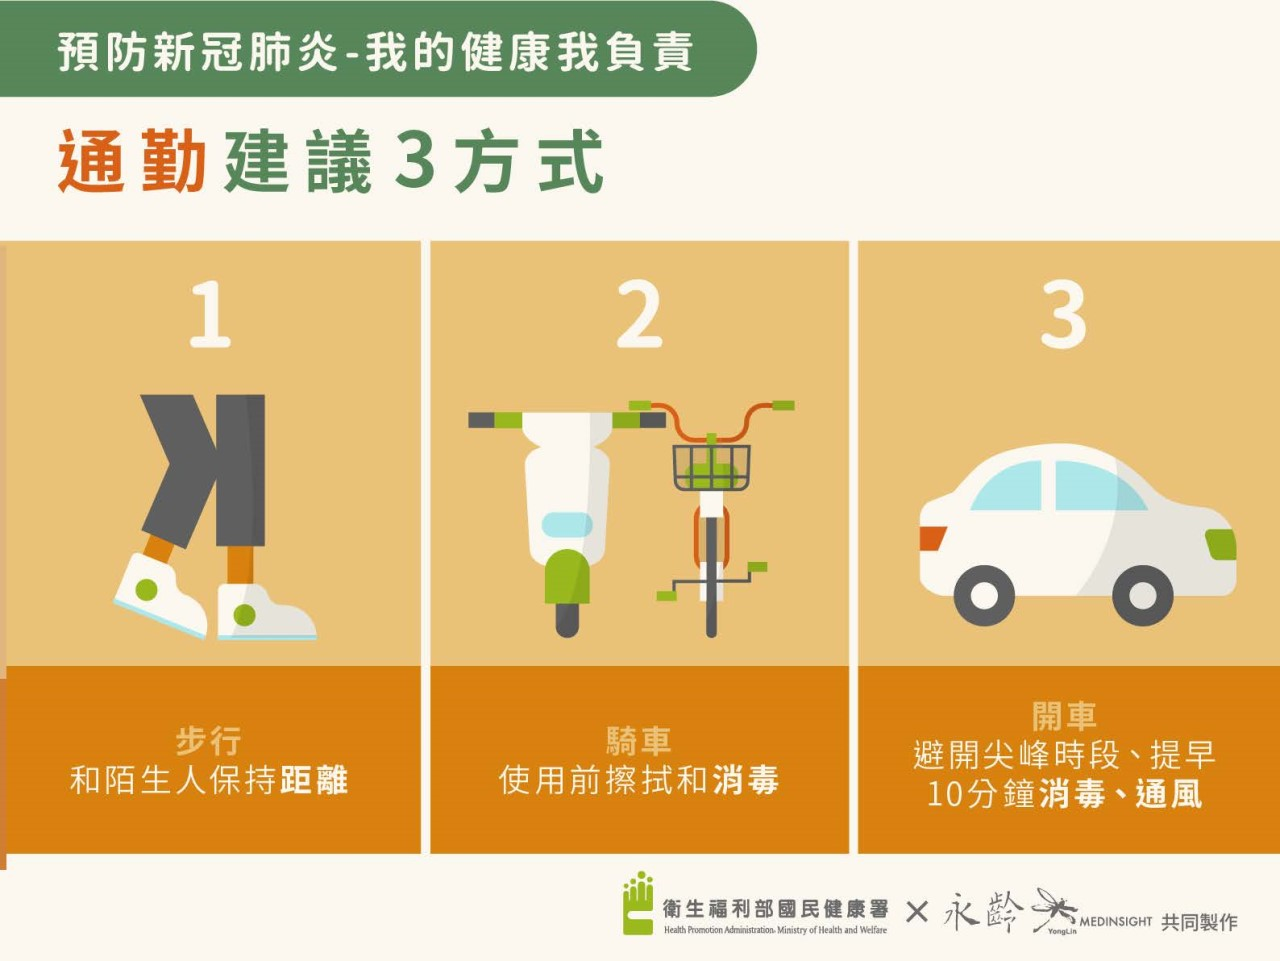 預防新冠肺炎-我的健康我負責
通勤建議3方式
1
2
3
步行
和陌生人保持距離
騎車
使用前擦拭和消毒
開車
避開尖峰時段、提早
10分鐘消毒、通風
衛生福利部國民健康署
Health Promotion Administration, Ministry of Health and Welfare
×
永齡
YongLin
MEDINSIGHT
共同製作